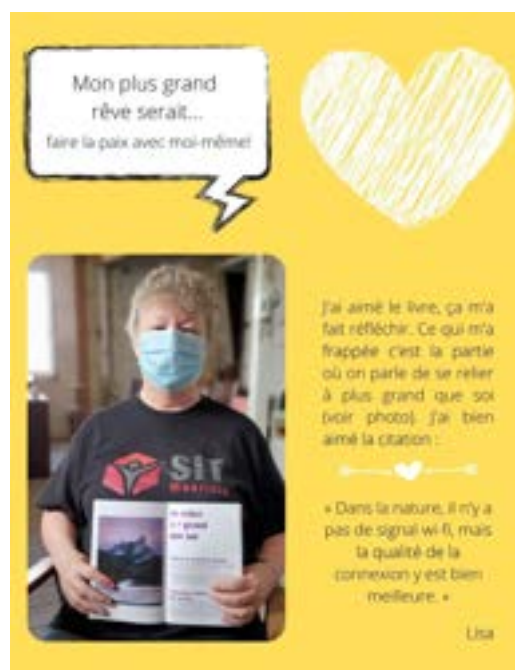 Mon plus grand
rêve serait...
faire la paix avec moi-même!
J'ai aimé le livre, ça m'a
fait réfléchir. Ce qui m'a
frappée c'est la partie
où on parle de se relier
à plus grand que soi
(voir photo). J'ai bien
aimé la citation :
« Dans la nature, il n'y a
pas de signal wi-fi, mais
la qualité de la
connexion y est bien
meilleure. »
Lisa
Sir